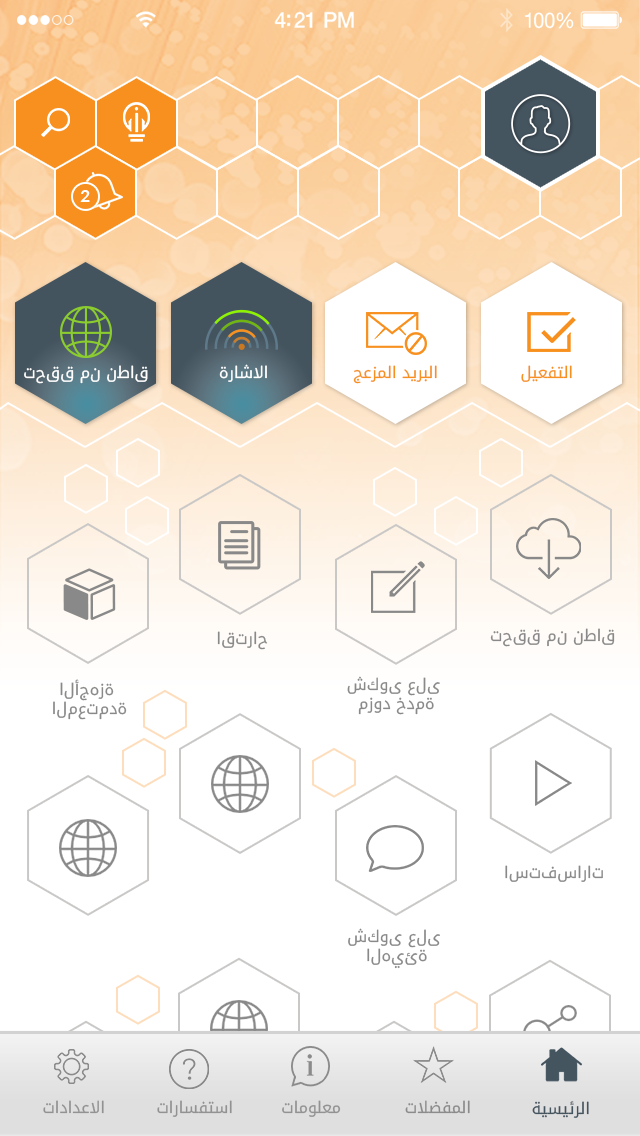 4:21 PM
100%
2
قاطن نم ققحت
الاشارة
البريد المزعج
التفعيل
حارتقا
قاطن نم ققحت
ةزهجألا
ةدمتعملا
ىلع ىوكش
ةمدخ دوزم
تاراسفتسا
ىلع ىوكش
ةئيهلا
الرئيسية
المفضلات
معلومات
استفسارات
الاعدادات